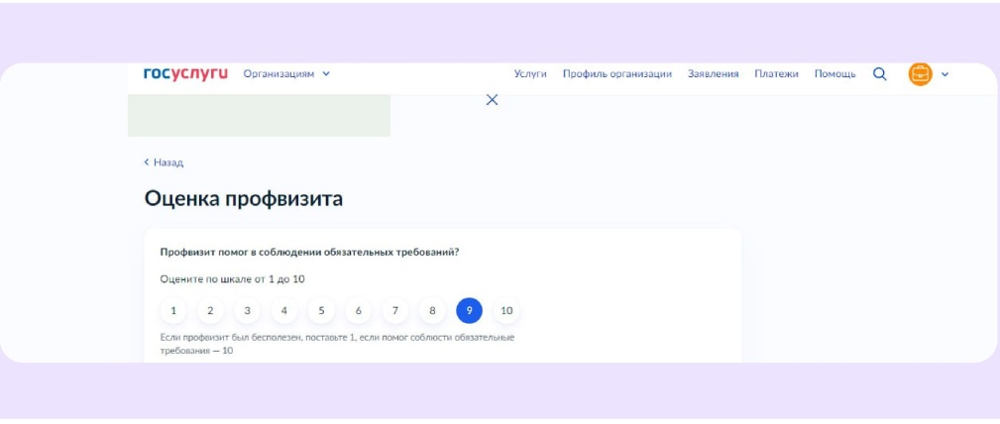 госуслуги Организациям Услуги Профиль организации Заявления Платежи Помощь
Назад
Оценка профвизита
Профвизит помог в соблюдении обязательных требований?
Оцените по шкале от 1 до 10
1 2 3 4 5 6 7 8 9 10
Если профвизит был бесполезен, поставьте 1, если помог соблюсти обязательные
требования — 10